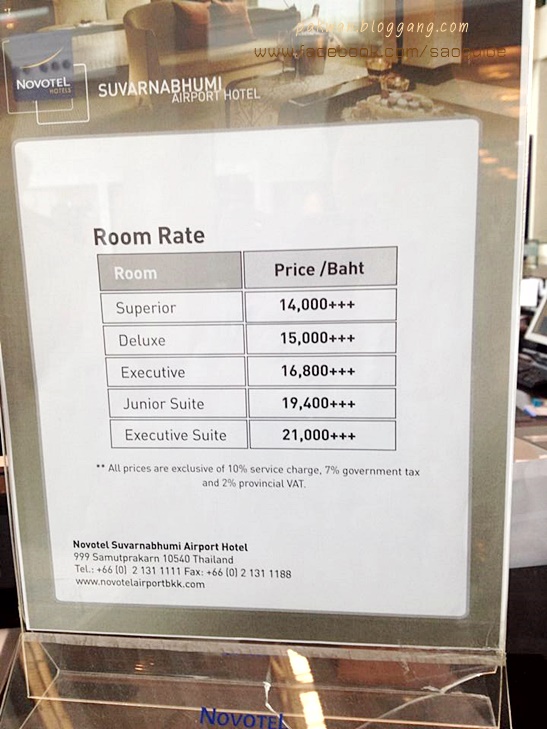 www.facebook.com/saoguide
NOVOTEL
HOTELS
SUVARNABHUMI
AIRPORT HOTEL
Room Rate
Room Price /Baht
Superior 14,000+++
Deluxe 15,000+++
Executive 16,800+++
Junior Suite 19,400+++
Executive Suite 21,000+++
** All prices are exclusive of 10% service charge, 7% government tax
and 2% provincial VAT.
Novotel Suvarnabhumi Airport Hotel
999 Samutprakarn 10540 Thailand
Tel.: +66 (0) 2 131 1111 Fax: +66 (0) 2 131 1188
www.novotelairportbkk.com
NOVOTEL